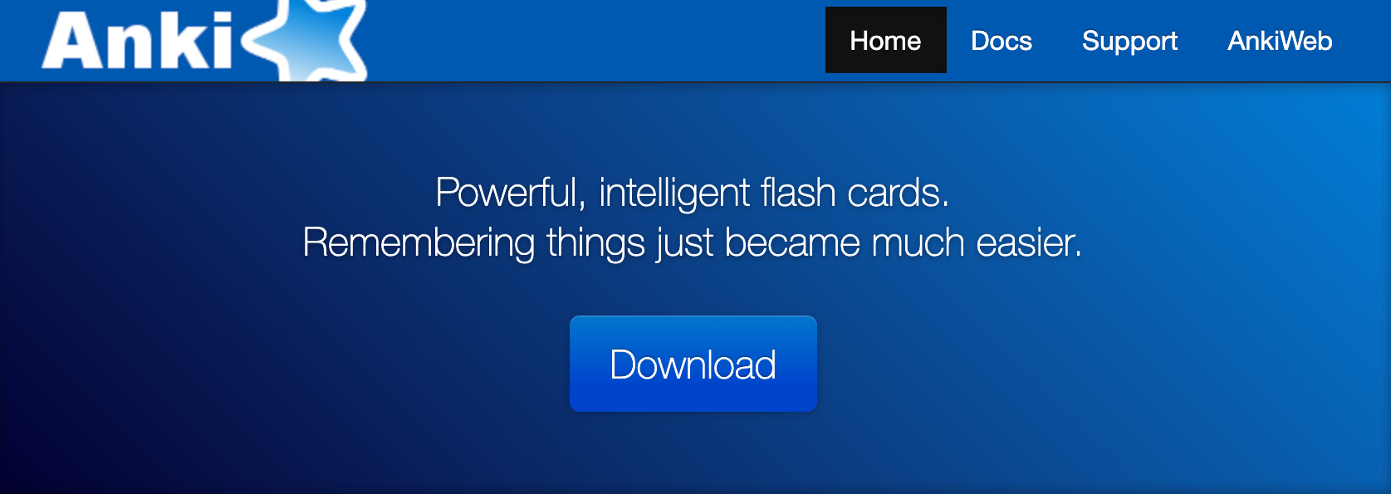 Anki
Home Docs Support AnkiWeb
Powerful, intelligent flash cards.
Remembering things just became much easier.
Download